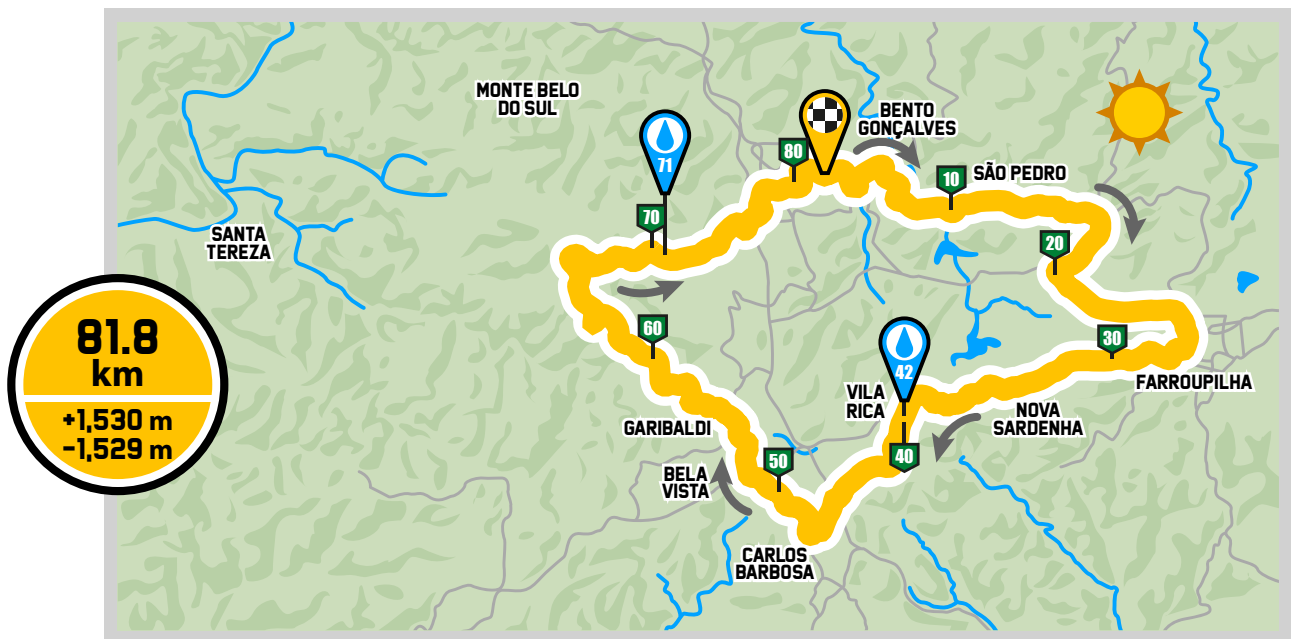 MONTE BELO
DO SUL
BENTO
GONÇALVES
80
71
10
SÃO PEDRO
70
20
SANTA
TEREZA
81.8
km
+1,530 m
-1,529 m
60
30
42
FARROUPILHA
VILA
RICA
NOVA
SARDENHA
GARIBALDI
40
50
BELA
VISTA
CARLOS
BARBOSA